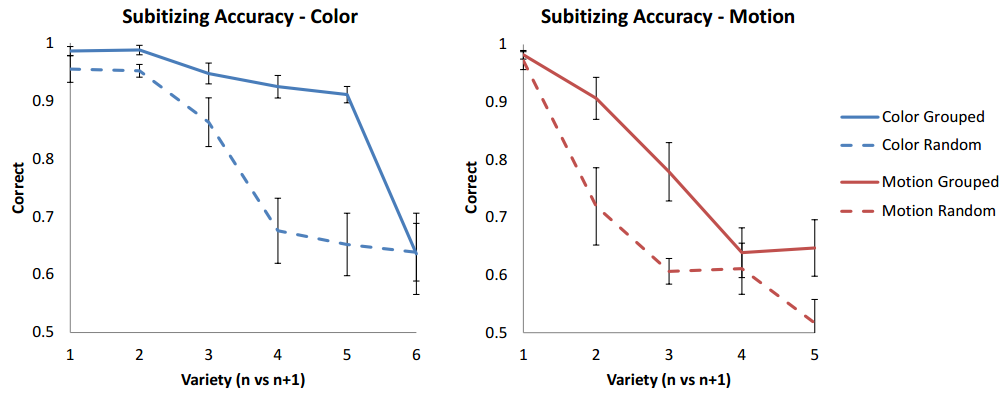 Subitizing Accuracy - Color
1
0.9
0.8
0.7
0.6
0.5
Correct
1 2 3 4 5 6
Variety (n vs n+1)
Subitizing Accuracy - Motion
1
0.9
0.8
0.7
0.6
0.5
Correct
1 2 3 4 5
Variety (n vs n+1)
Color Grouped
Color Random
Motion Grouped
Motion Random